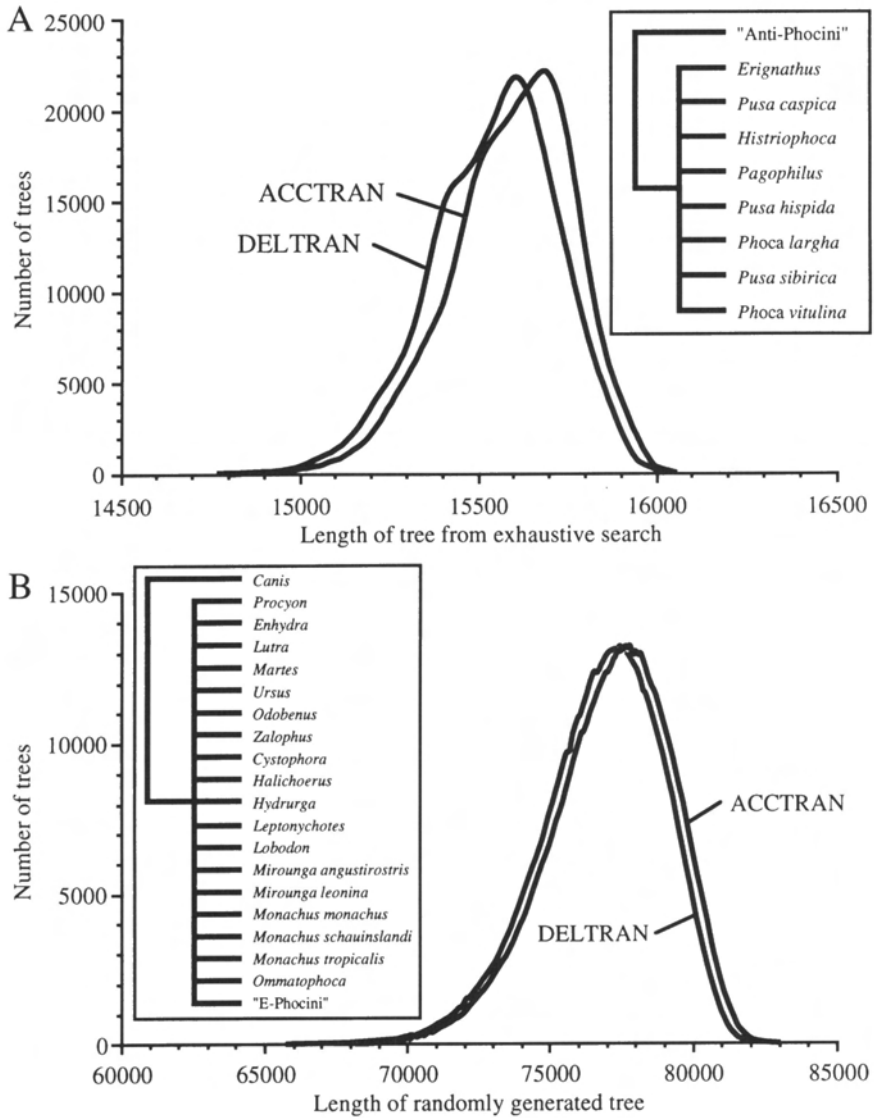 A
25000
20000
15000
10000
5000
0
Number of trees
ACCTRAN
DELTRAN
"Anti-Phocini"
Erignathus
Pusa caspica
Histriophoca
Pagophilus
Pusa hispida
Phoca largha
Pusa sibirica
Phoca vitulina
14500 15000 15500 16000 16500
Length of tree from exhaustive search
B
15000
10000
5000
0
Number of trees
Canis
Procyon
Enhydra
Lutra
Martes
Ursus
Odobenus
Zalophus
Cystophora
Halichoerus
Hydrurga
Leptonychotes
Lobodon
Mirounga angustirostris
Mirounga leonina
Monachus monachus
Monachus schauinslandi
Monachus tropicalis
Ommatophoca
"E-Phocini"
ACCTRAN
DELTRAN
60000 65000 70000 75000 80000 85000
Length of randomly generated tree